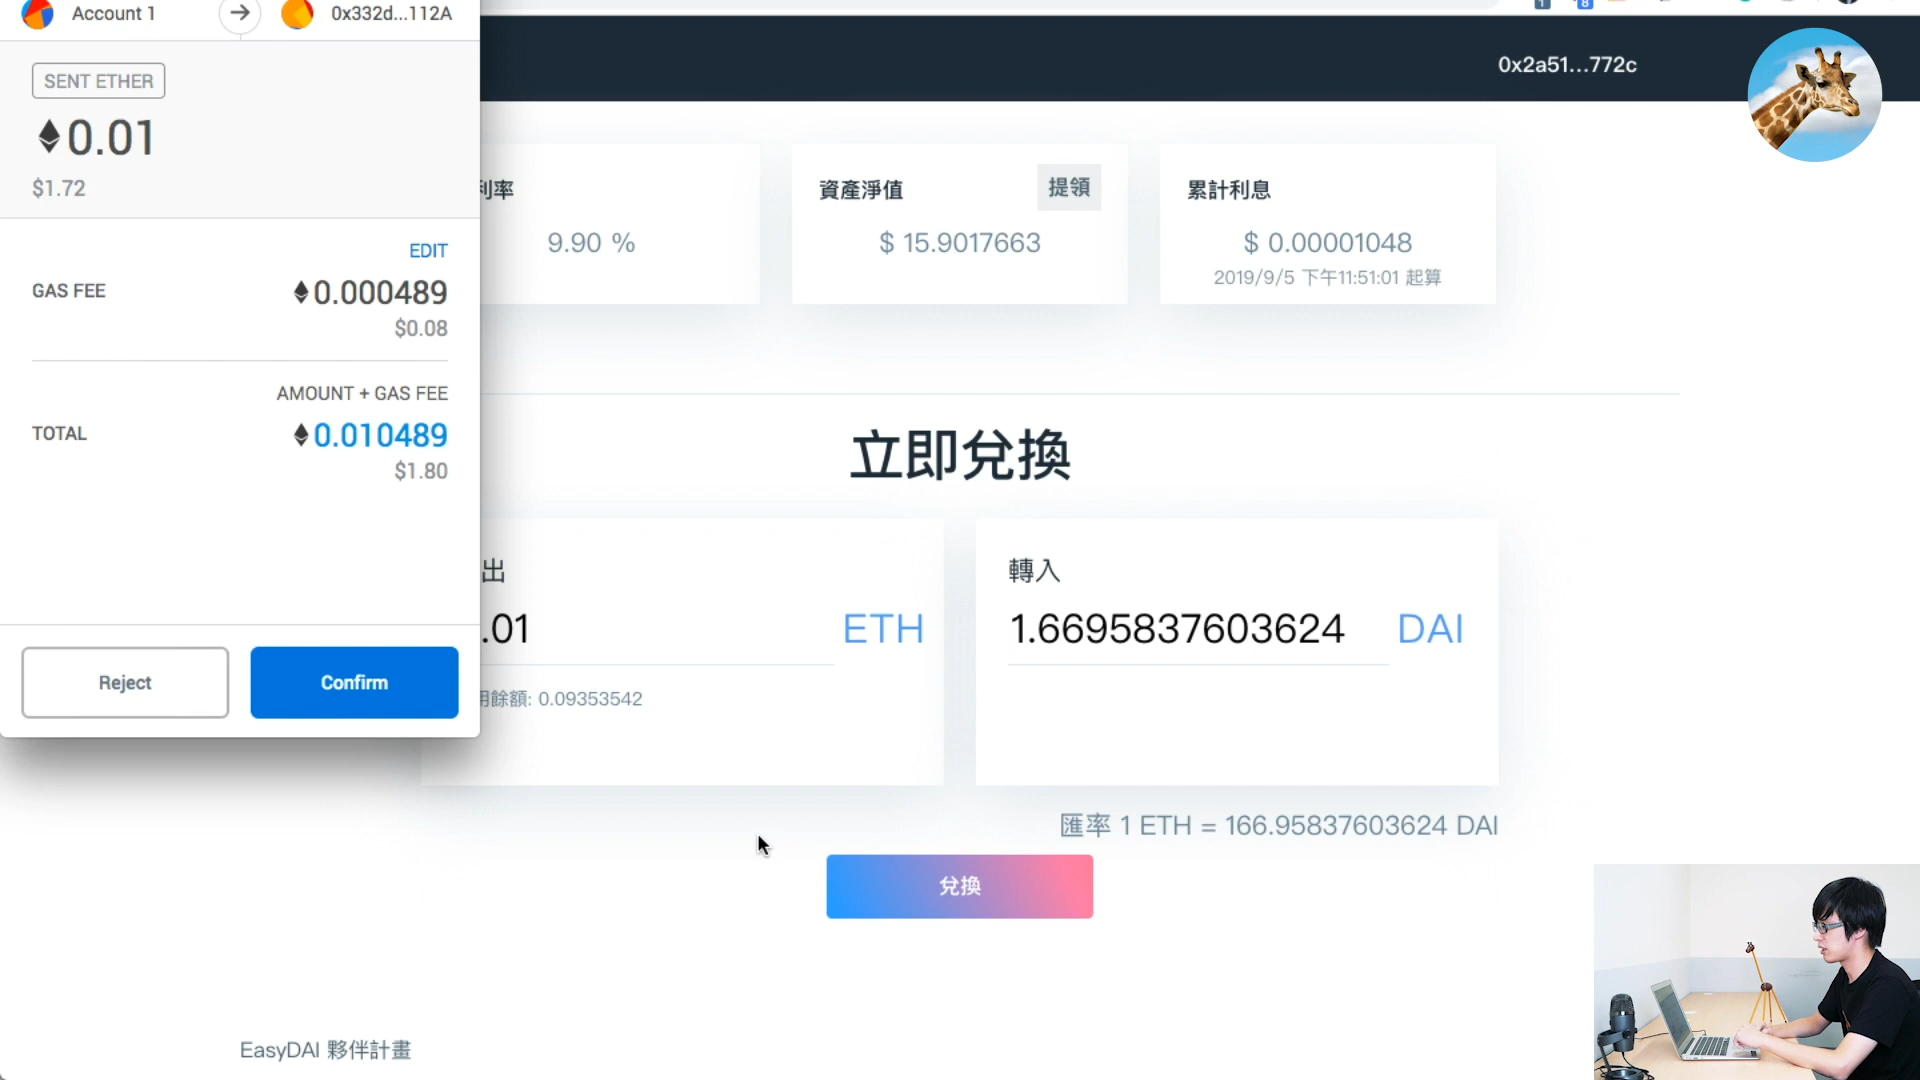 Account 1
0x332d...112A
SENT ETHER
0.01
$1.72
EDIT
GAS FEE
0.000489
$0.08
AMOUNT + GAS FEE
TOTAL
0.010489
$1.80
Reject
Confirm
0x2a51...772c
利率
9.90 %
資產淨值
提領
$ 15.9017663
累計利息
$ 0.00001048
2019/9/5 下午11:51:01 起算
立即兌換
出
.01
ETH
用餘額: 0.09353542
轉入
1.6695837603624
DAI
匯率 1 ETH = 166.95837603624 DAI
兌換
EasyDAI 夥伴計畫